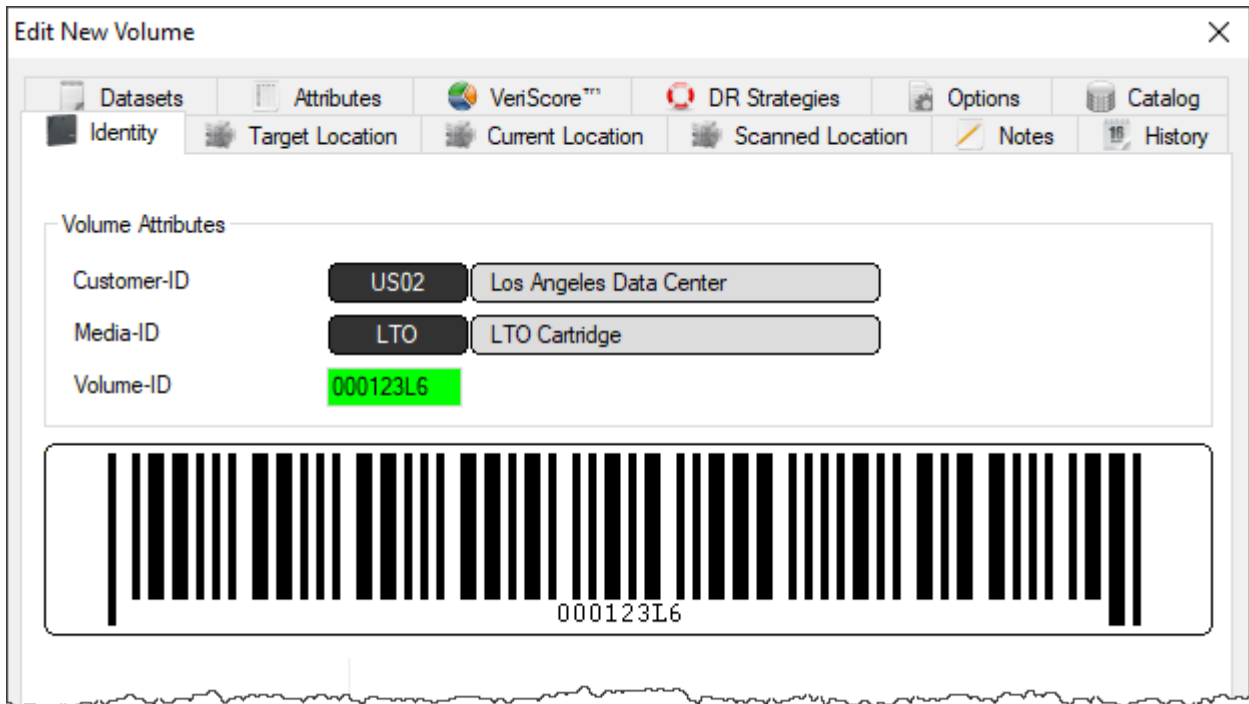 Edit New Volume
Datasets Attributes VeriScore™ DR Strategies Options Catalog
Identity Target Location Current Location Scanned Location Notes 16 History
Volume Attributes
Customer-ID US02 Los Angeles Data Center
Media-ID LTO LTO Cartridge
Volume-ID 000123L6
000123L6